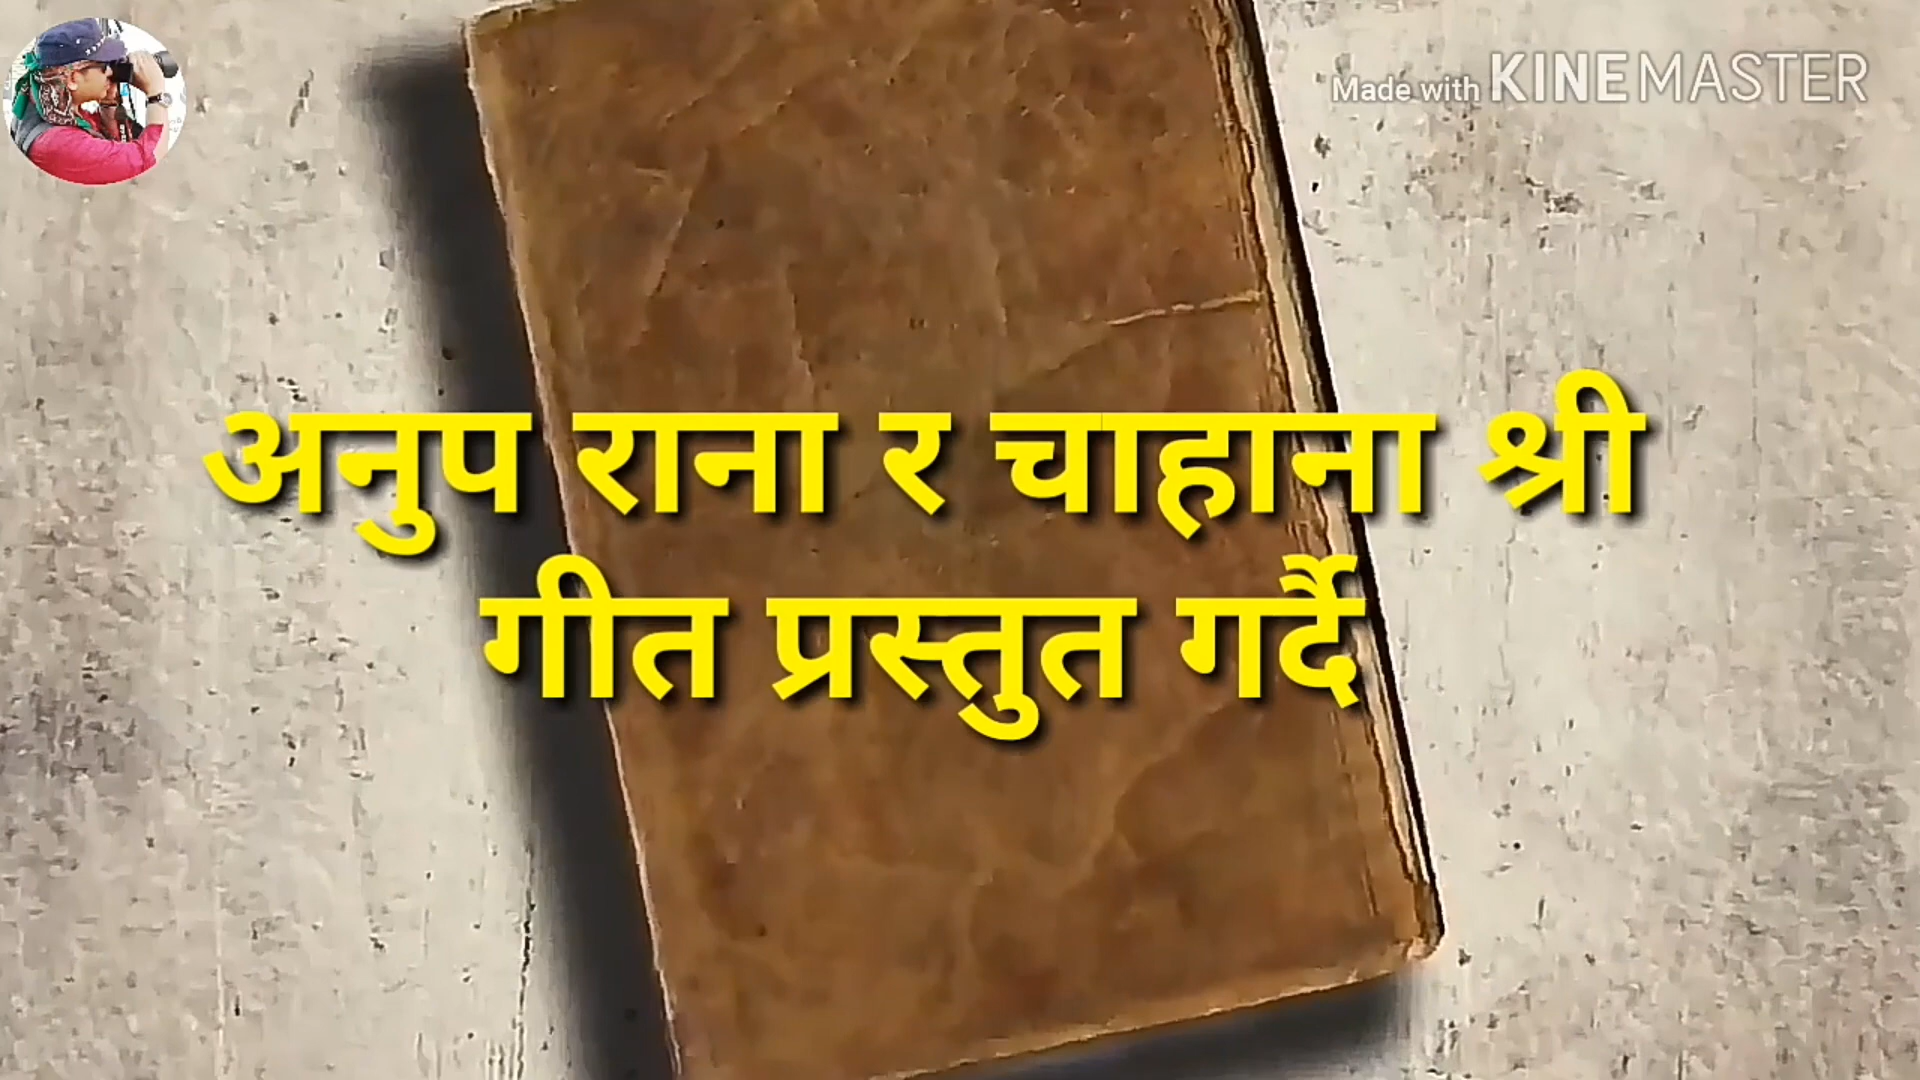 Made with KINEMASTER
अनुप राना र चाहाना श्री
गीत प्रस्तुत गर्दै